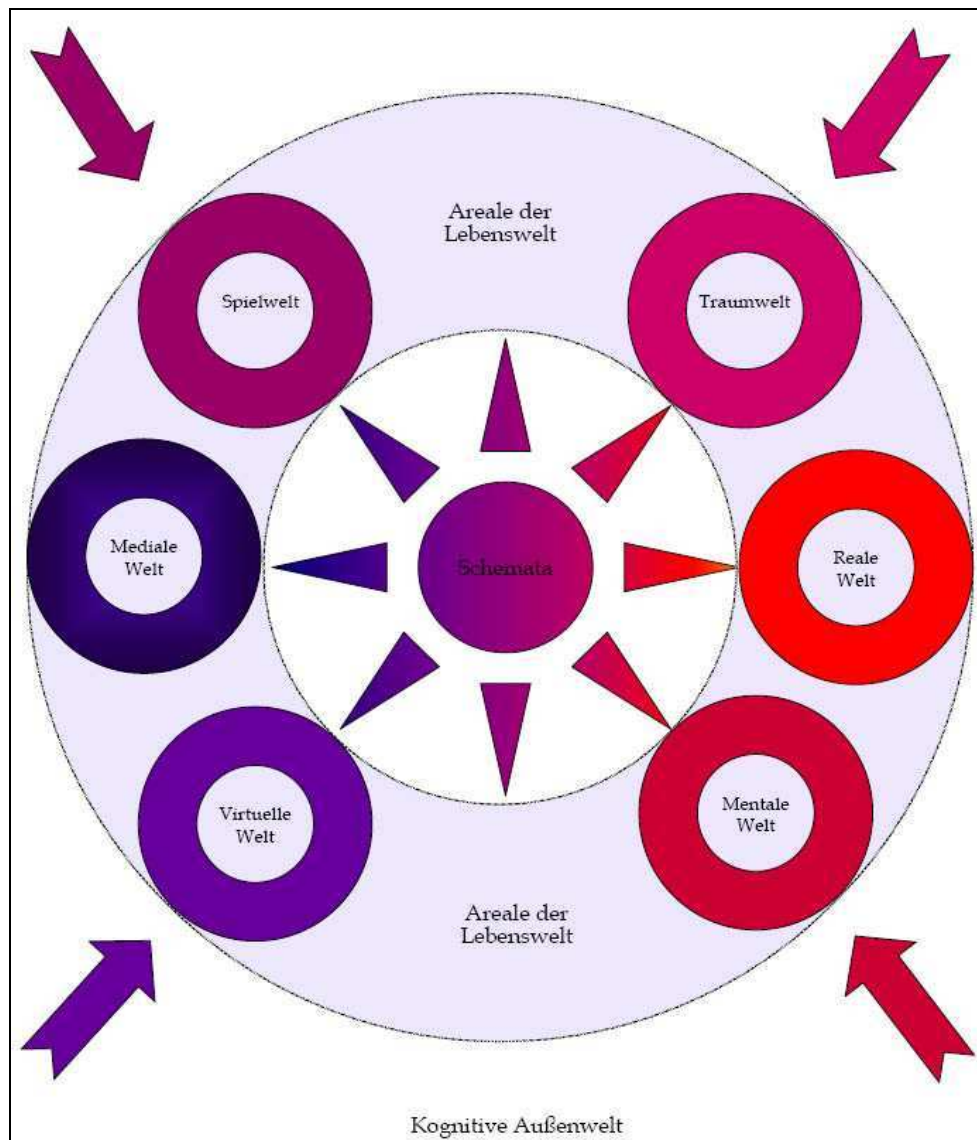 Areale der
Lebenswelt
Spielwelt
Traumwelt
Mediale
Welt
Schemata
Reale
Welt
Virtuelle
Welt
Mentale
Welt
Areale der
Lebenswelt
Kognitive Außenwelt